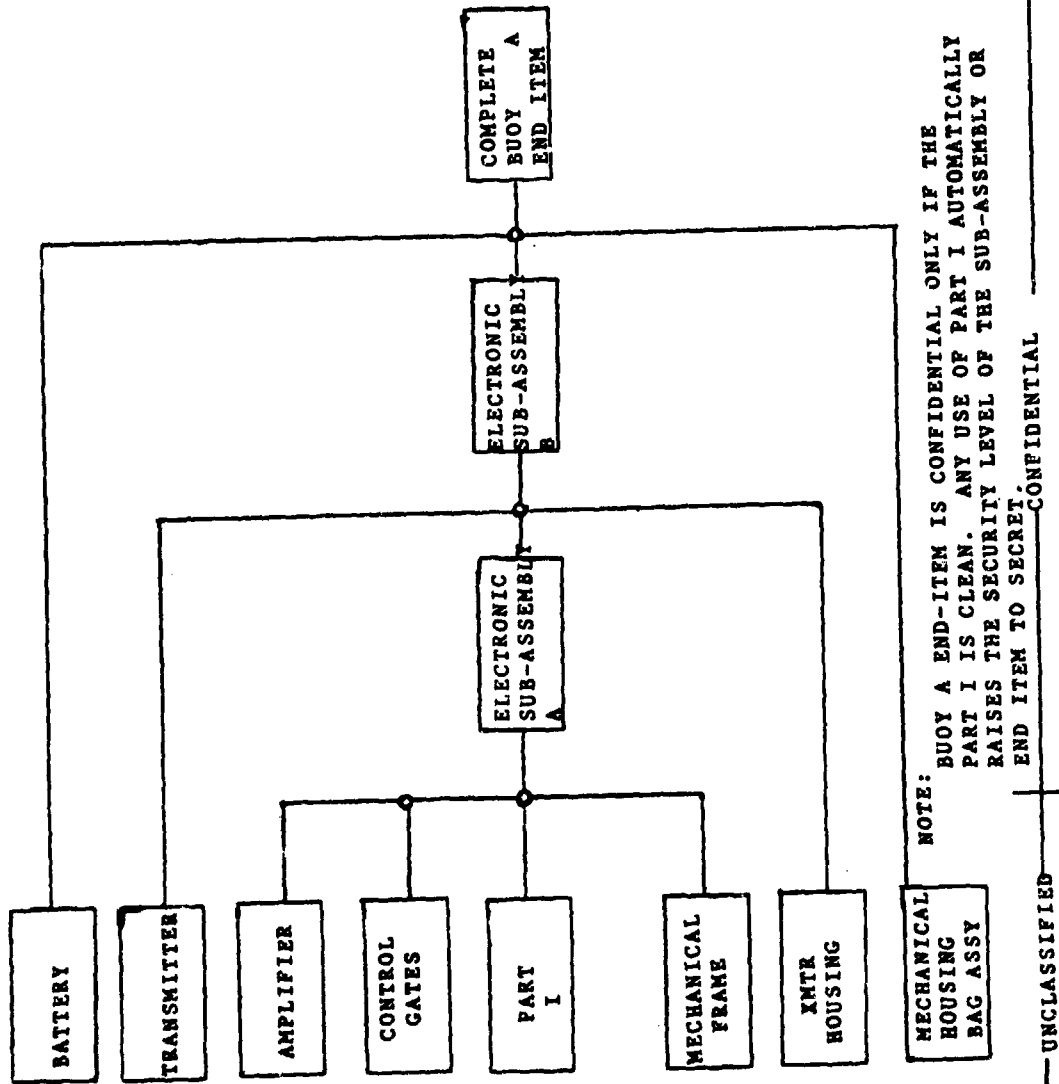 BATTERY
TRANSMITTER
AMPLIFIER
CONTROL
GATES
PART
I
MECHANICAL
FRAME
XMTR
HOUSING
MECHANICAL
HOUSING
BAG ASSY
ELECTRONIC
SUB-ASSEMBLY
A
ELECTRONIC
SUB-ASSEMBLY
B
COMPLETE
BUOY A
END ITEM
NOTE:
BUOY A END-ITEM IS CONFIDENTIAL ONLY IF THE
PART I IS CLEAN. ANY USE OF PART I AUTOMATICALLY
RAISES THE SECURITY LEVEL OF THE SUB-ASSEMBLY OR
END ITEM TO SECRET.
UNCLASSIFIED
CONFIDENTIAL